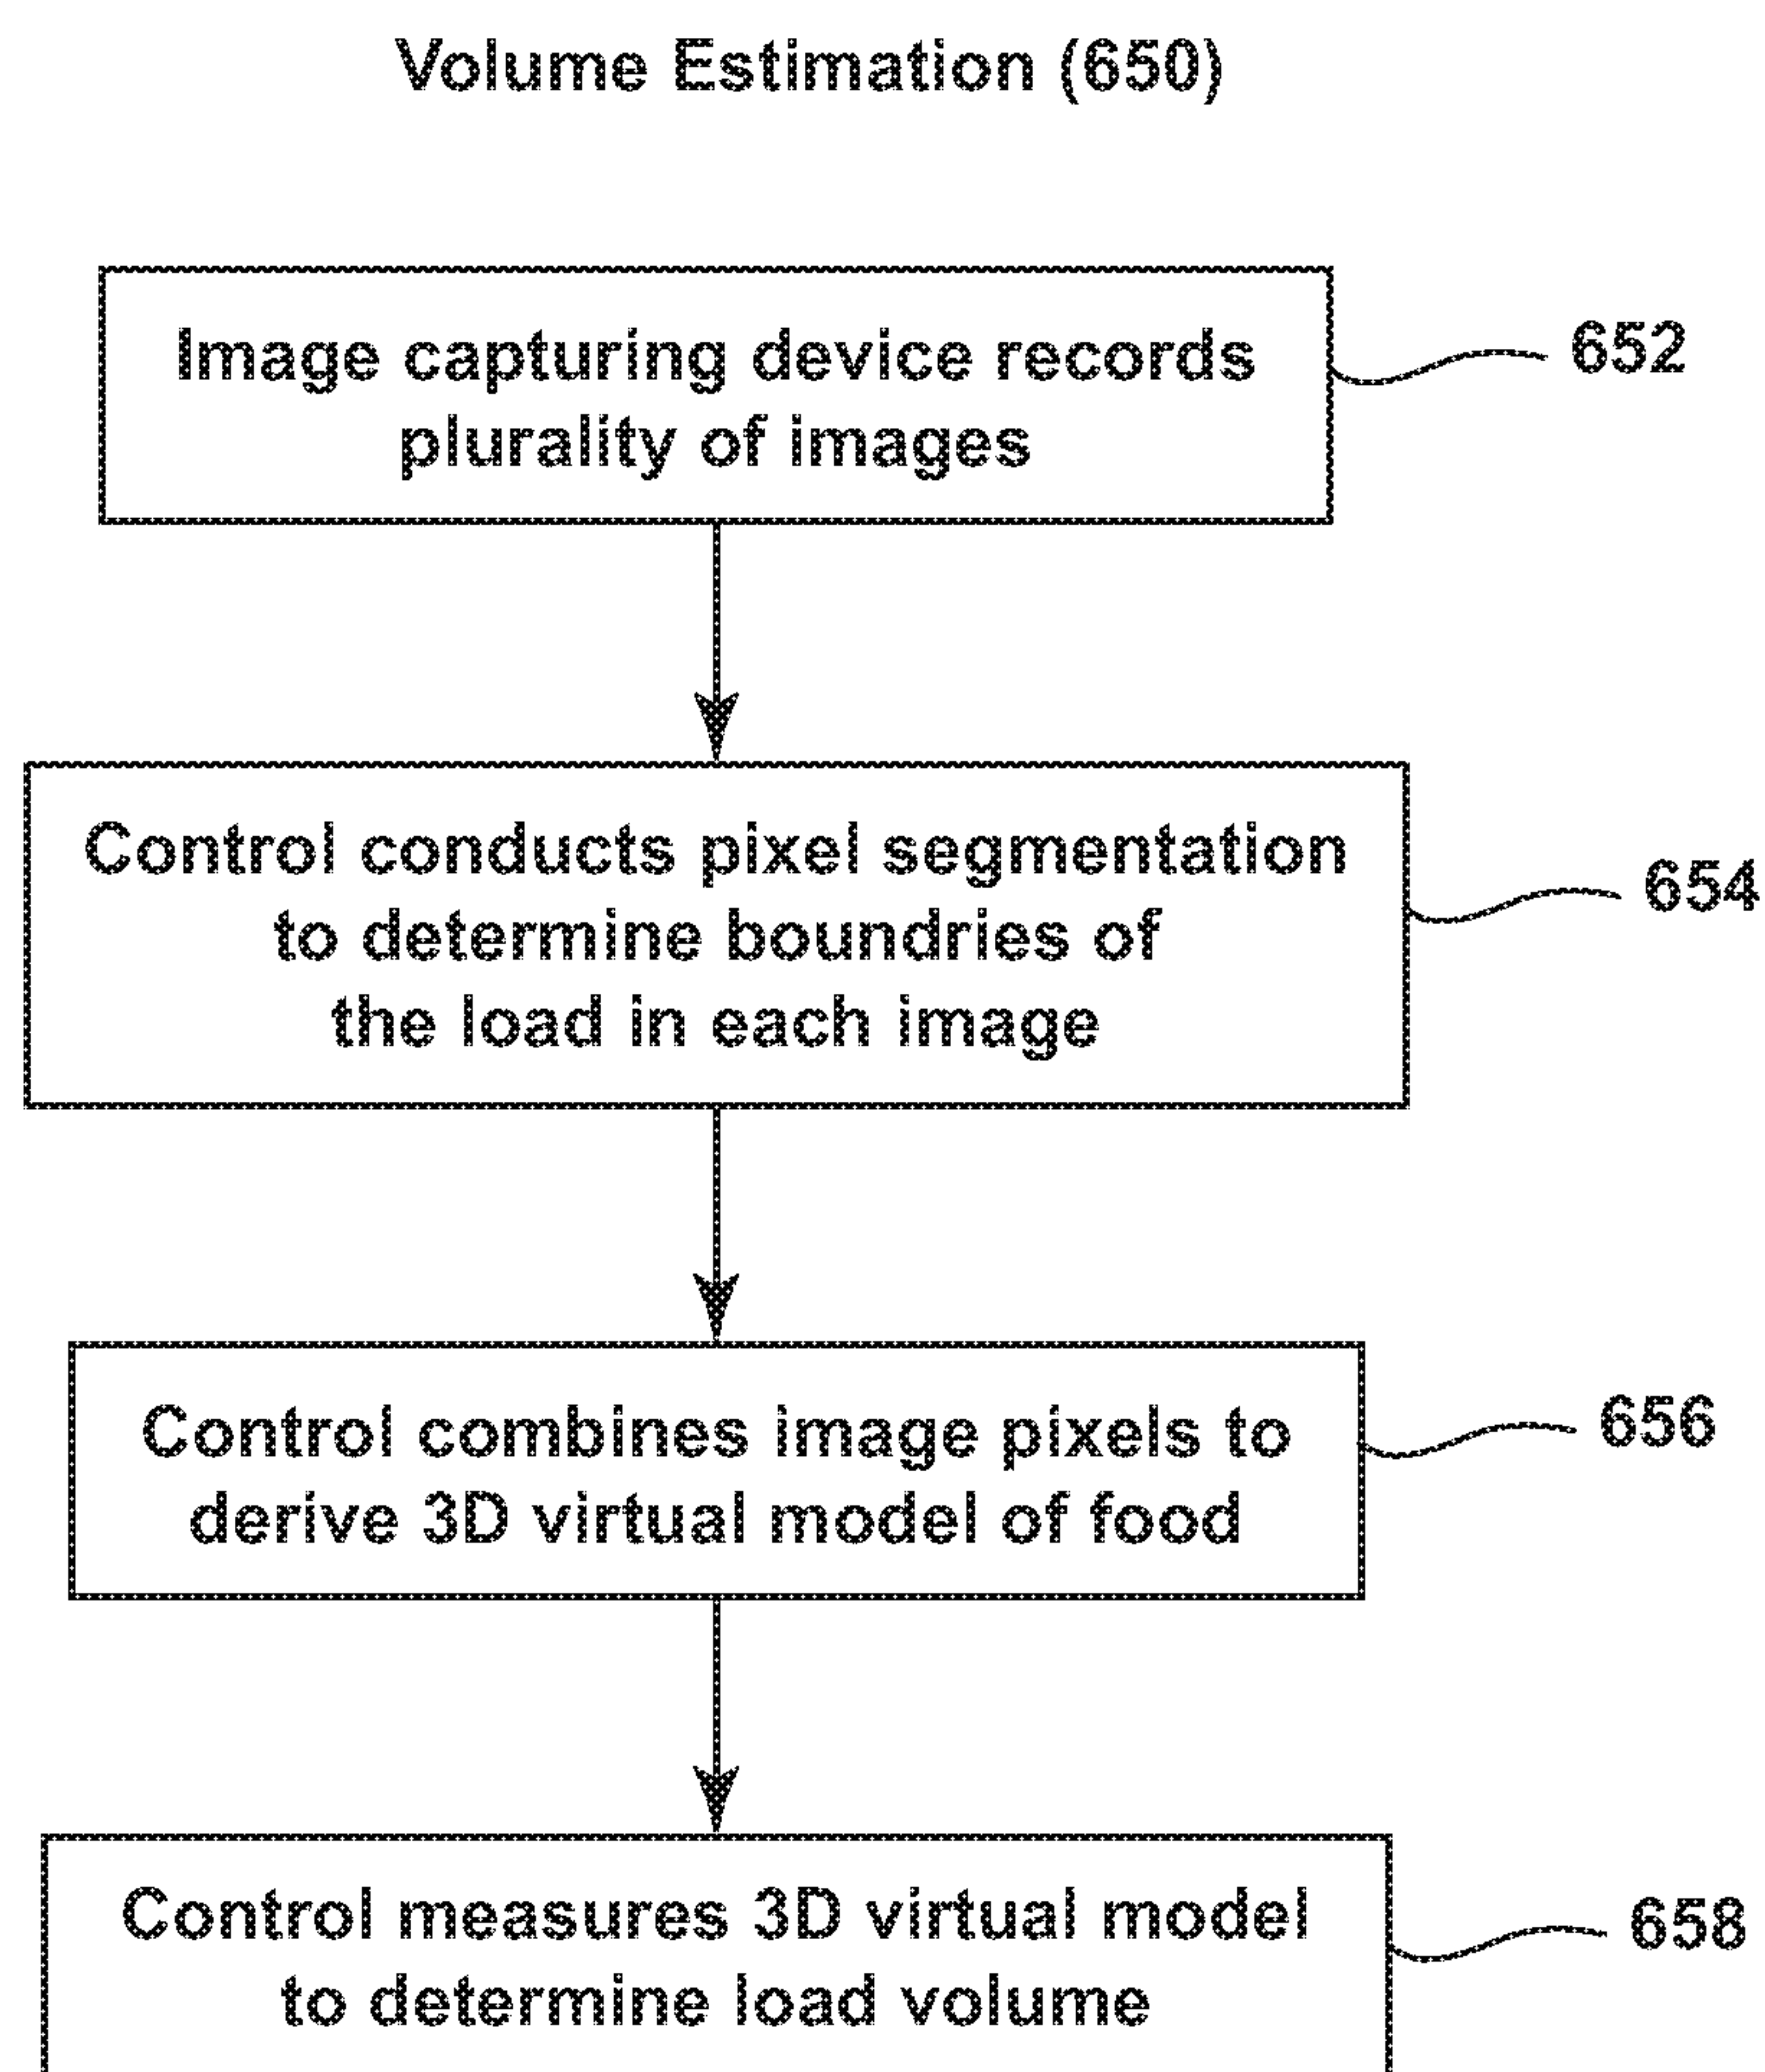 Volume Estimation (650)
Image capturing device records
plurality of images
652
Control conducts pixel segmentation
to determine boundries of
the load in each image
654
Control combines image pixels to
derive 3D virtual model of food
656
Control measures 3D virtual model
to determine load volume
658